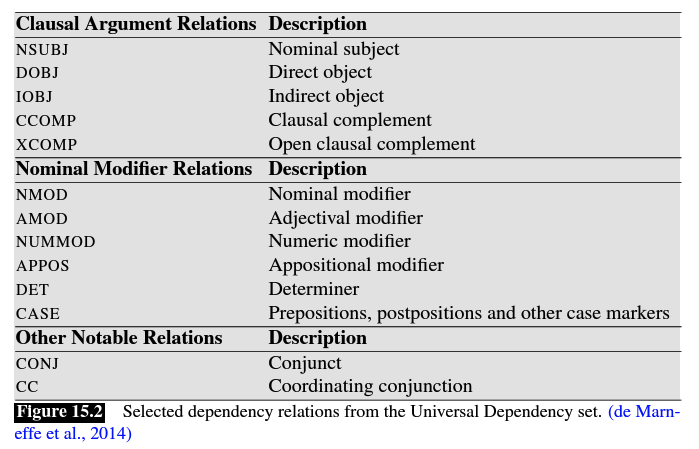 Clausal Argument Relations Description
NSUBJ Nominal subject
DOBJ Direct object
IOBJ Indirect object
CCOMP Clausal complement
XCOMP Open clausal complement
Nominal Modifier Relations Description
NMOD Nominal modifier
AMOD Adjectival modifier
NUMMOD Numeric modifier
APPOS Appositional modifier
DET Determiner
CASE Prepositions, postpositions and other case markers
Other Notable Relations Description
CONJ Conjunct
CC Coordinating conjunction
Figure 15.2 Selected dependency relations from the Universal Dependency set. (de Marn-
effe et al., 2014)